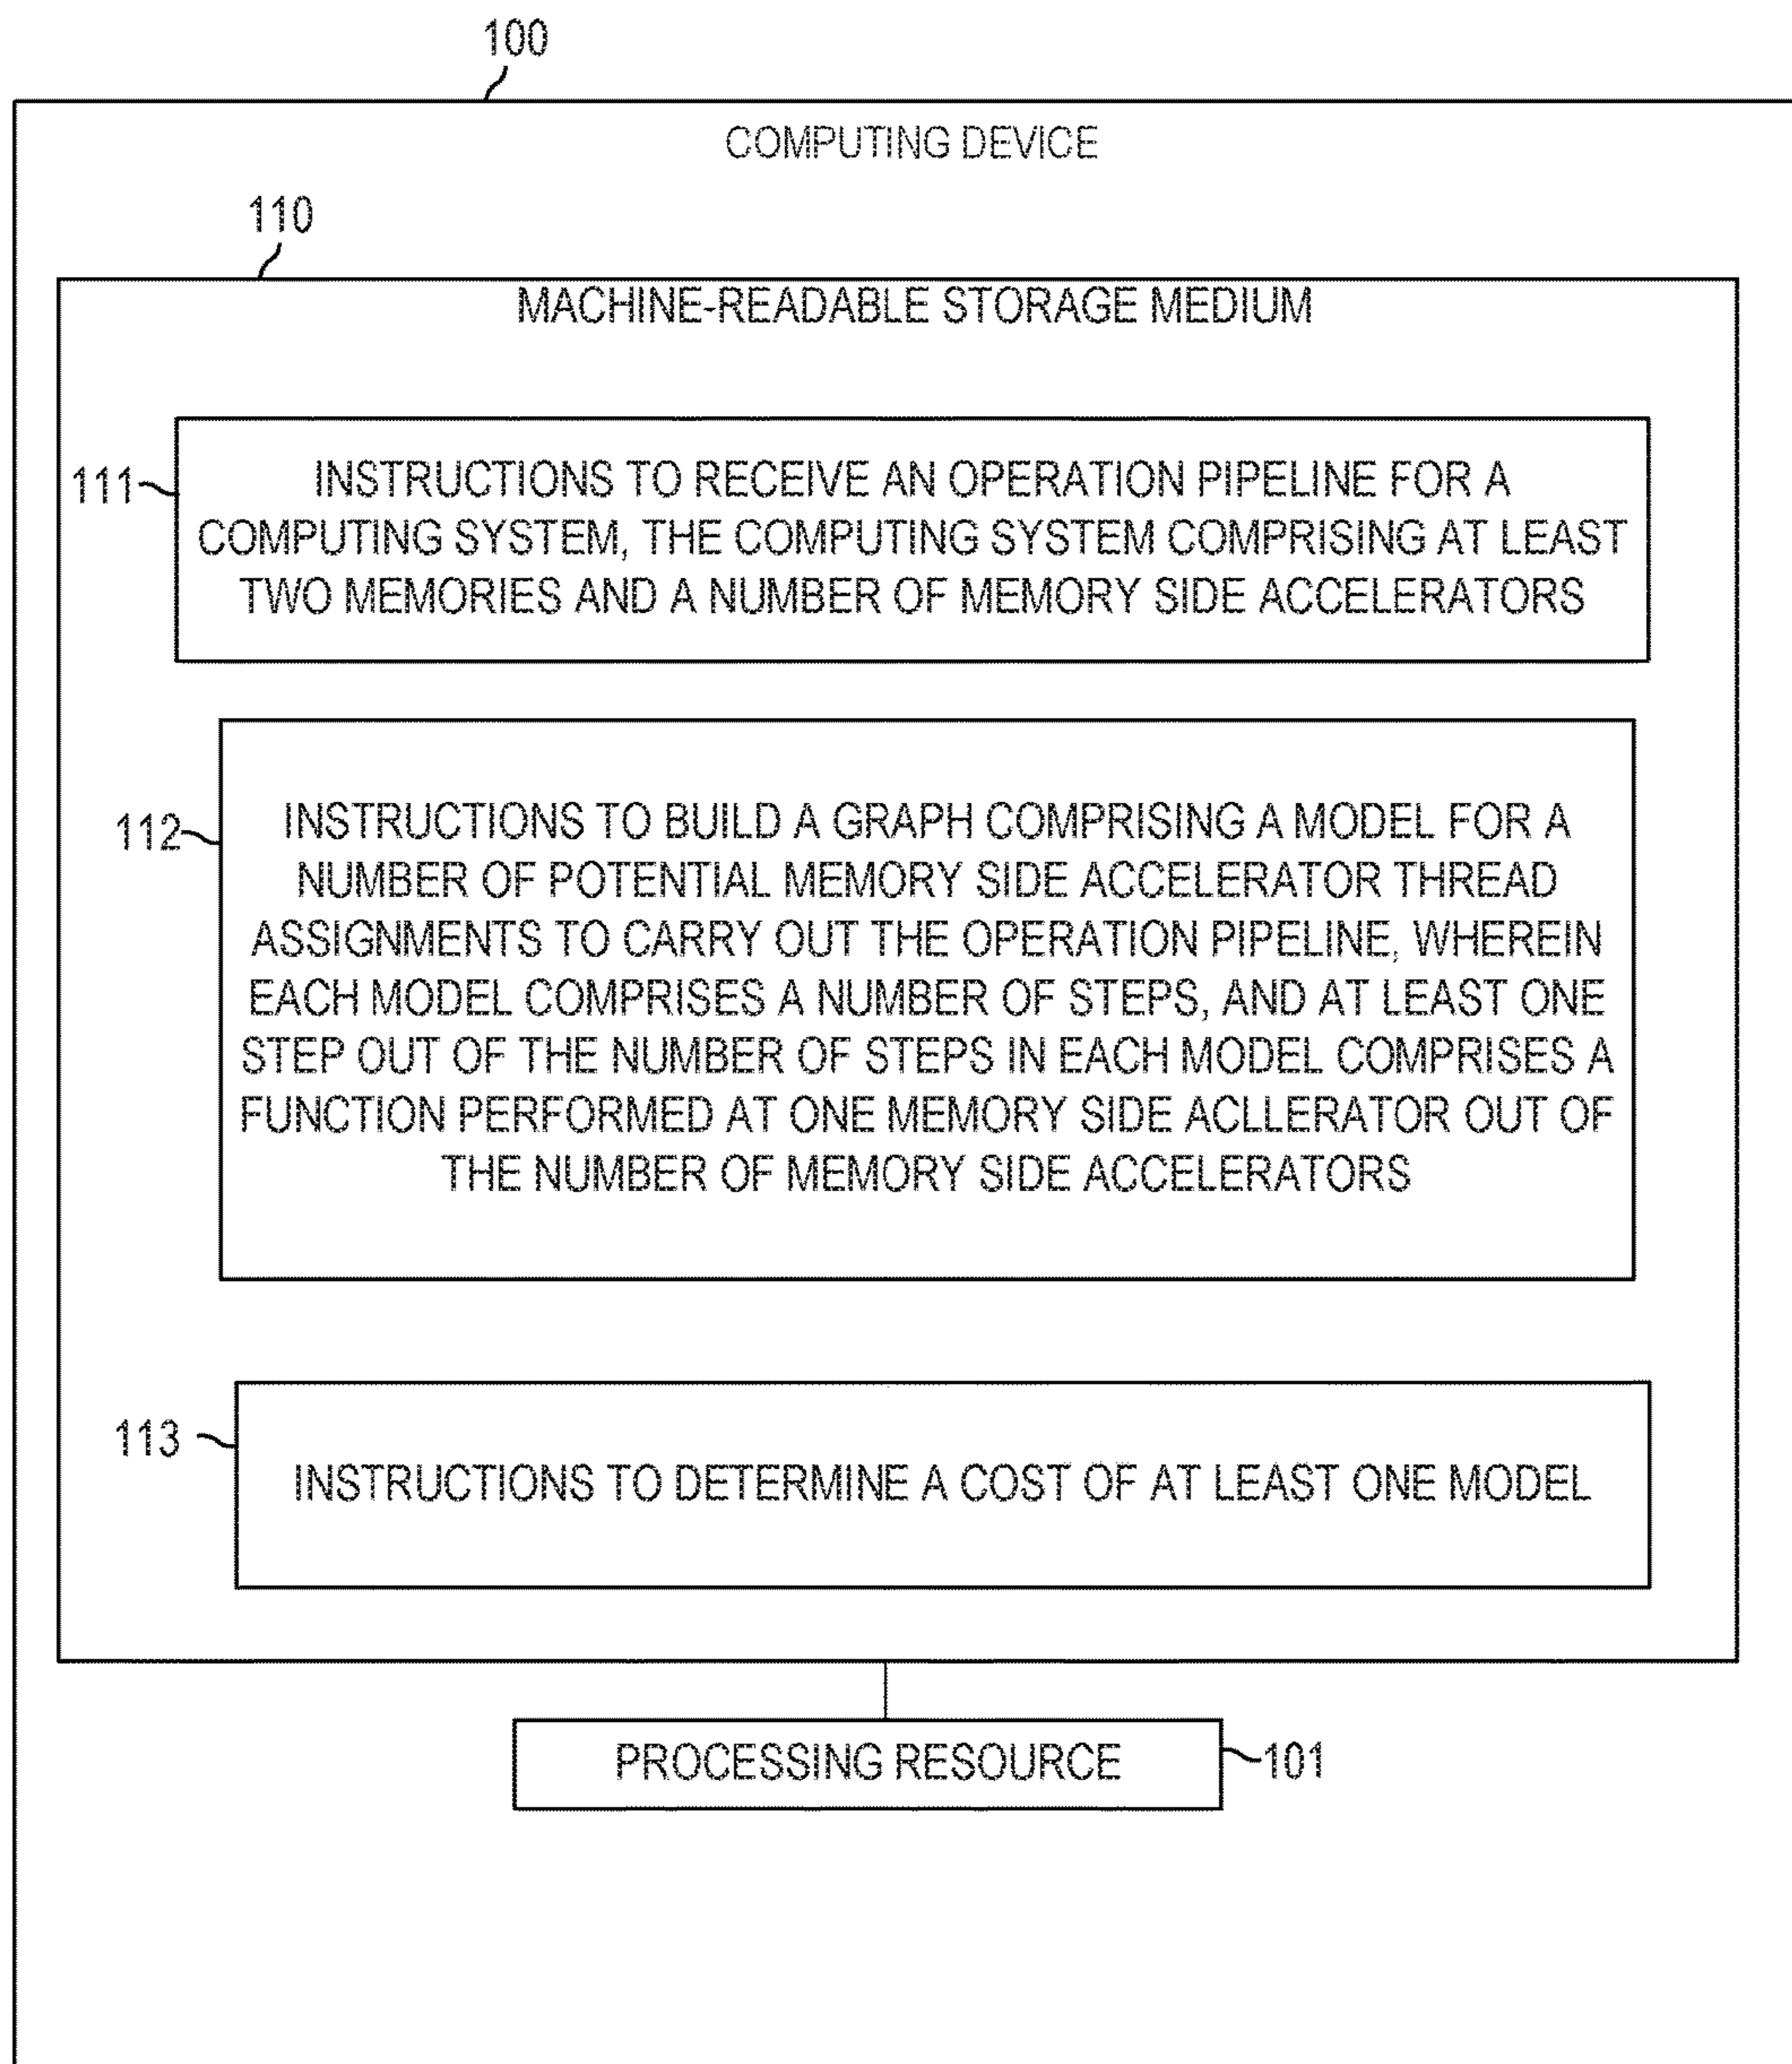 100
COMPUTING DEVICE
110
MACHINE-READABLE STORAGE MEDIUM
111
INSTRUCTIONS TO RECEIVE AN OPERATION PIPELINE FOR A
COMPUTING SYSTEM, THE COMPUTING SYSTEM COMPRISING AT LEAST
TWO MEMORIES AND A NUMBER OF MEMORY SIDE ACCELERATORS
112
INSTRUCTIONS TO BUILD A GRAPH COMPRISING A MODEL FOR A
NUMBER OF POTENTIAL MEMORY SIDE ACCELERATOR THREAD
ASSIGNMENTS TO CARRY OUT THE OPERATION PIPELINE, WHEREIN
EACH MODEL COMPRISES A NUMBER OF STEPS, AND AT LEAST ONE
STEP OUT OF THE NUMBER OF STEPS IN EACH MODEL COMPRISES A
FUNCTION PERFORMED AT ONE MEMORY SIDE ACLLERATOR OUT OF
THE NUMBER OF MEMORY SIDE ACCELERATORS
113
INSTRUCTIONS TO DETERMINE A COST OF AT LEAST ONE MODEL
PROCESSING RESOURCE
101